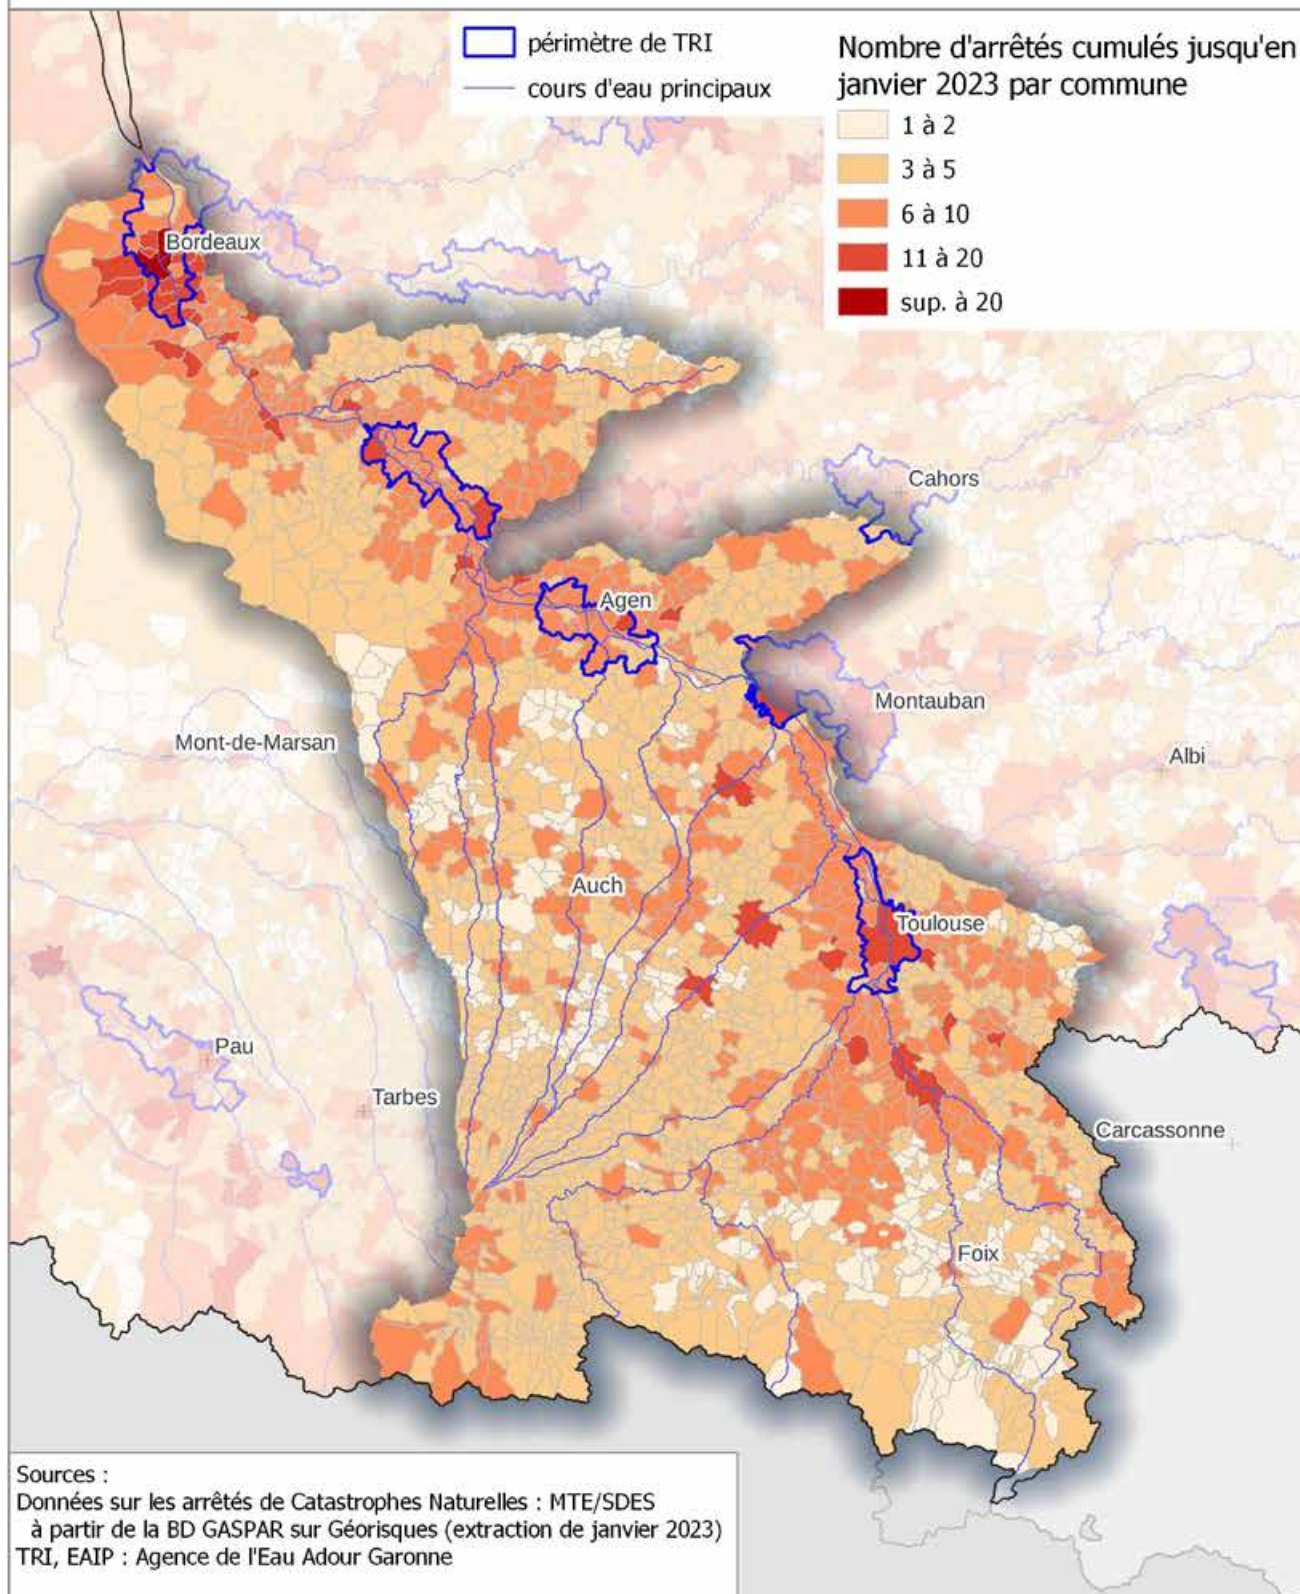 périmètre de TRI
cours d'eau principaux
Nombre d'arrêtés cumulés jusqu'en
janvier 2023 par commune
1 à 2
3 à 5
6 à 10
11 à 20
sup. à 20
Bordeaux
Cahors
Agen
Montauban
Mont-de-Marsan
Albi
Auch
Toulouse
Pau
Tarbes
Carcassonne
Foix
Sources :
Données sur les arrêtés de Catastrophes Naturelles : MTE/SDES
à partir de la BD GASPAR sur Géorisques (extraction de janvier 2023)
TRI, EAIP : Agence de l'Eau Adour Garonne